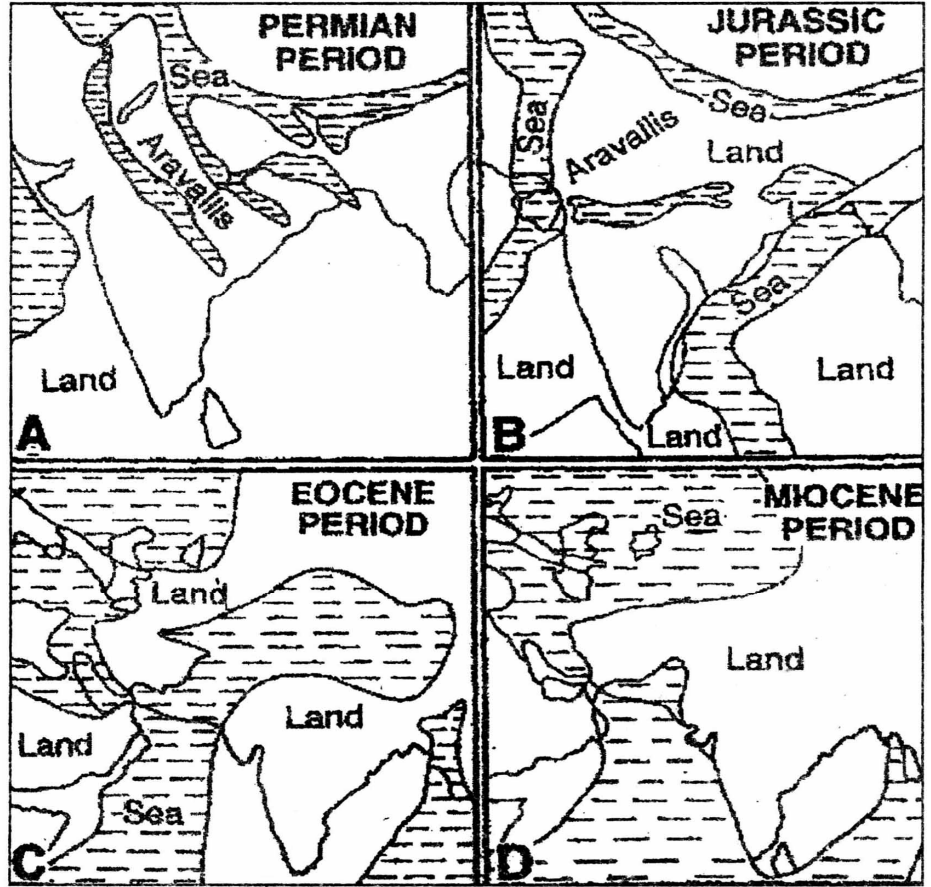 PERMIAN
PERIOD
Sea
Aravallis
Land
A
JURASSIC
PERIOD
Sea
Sea
Aravallis
Land
Sea
Land
Land
Land
B
EOCENE
PERIOD
Land
Land
Land
Sea
C
MIOCENE
PERIOD
Sea
Land
D